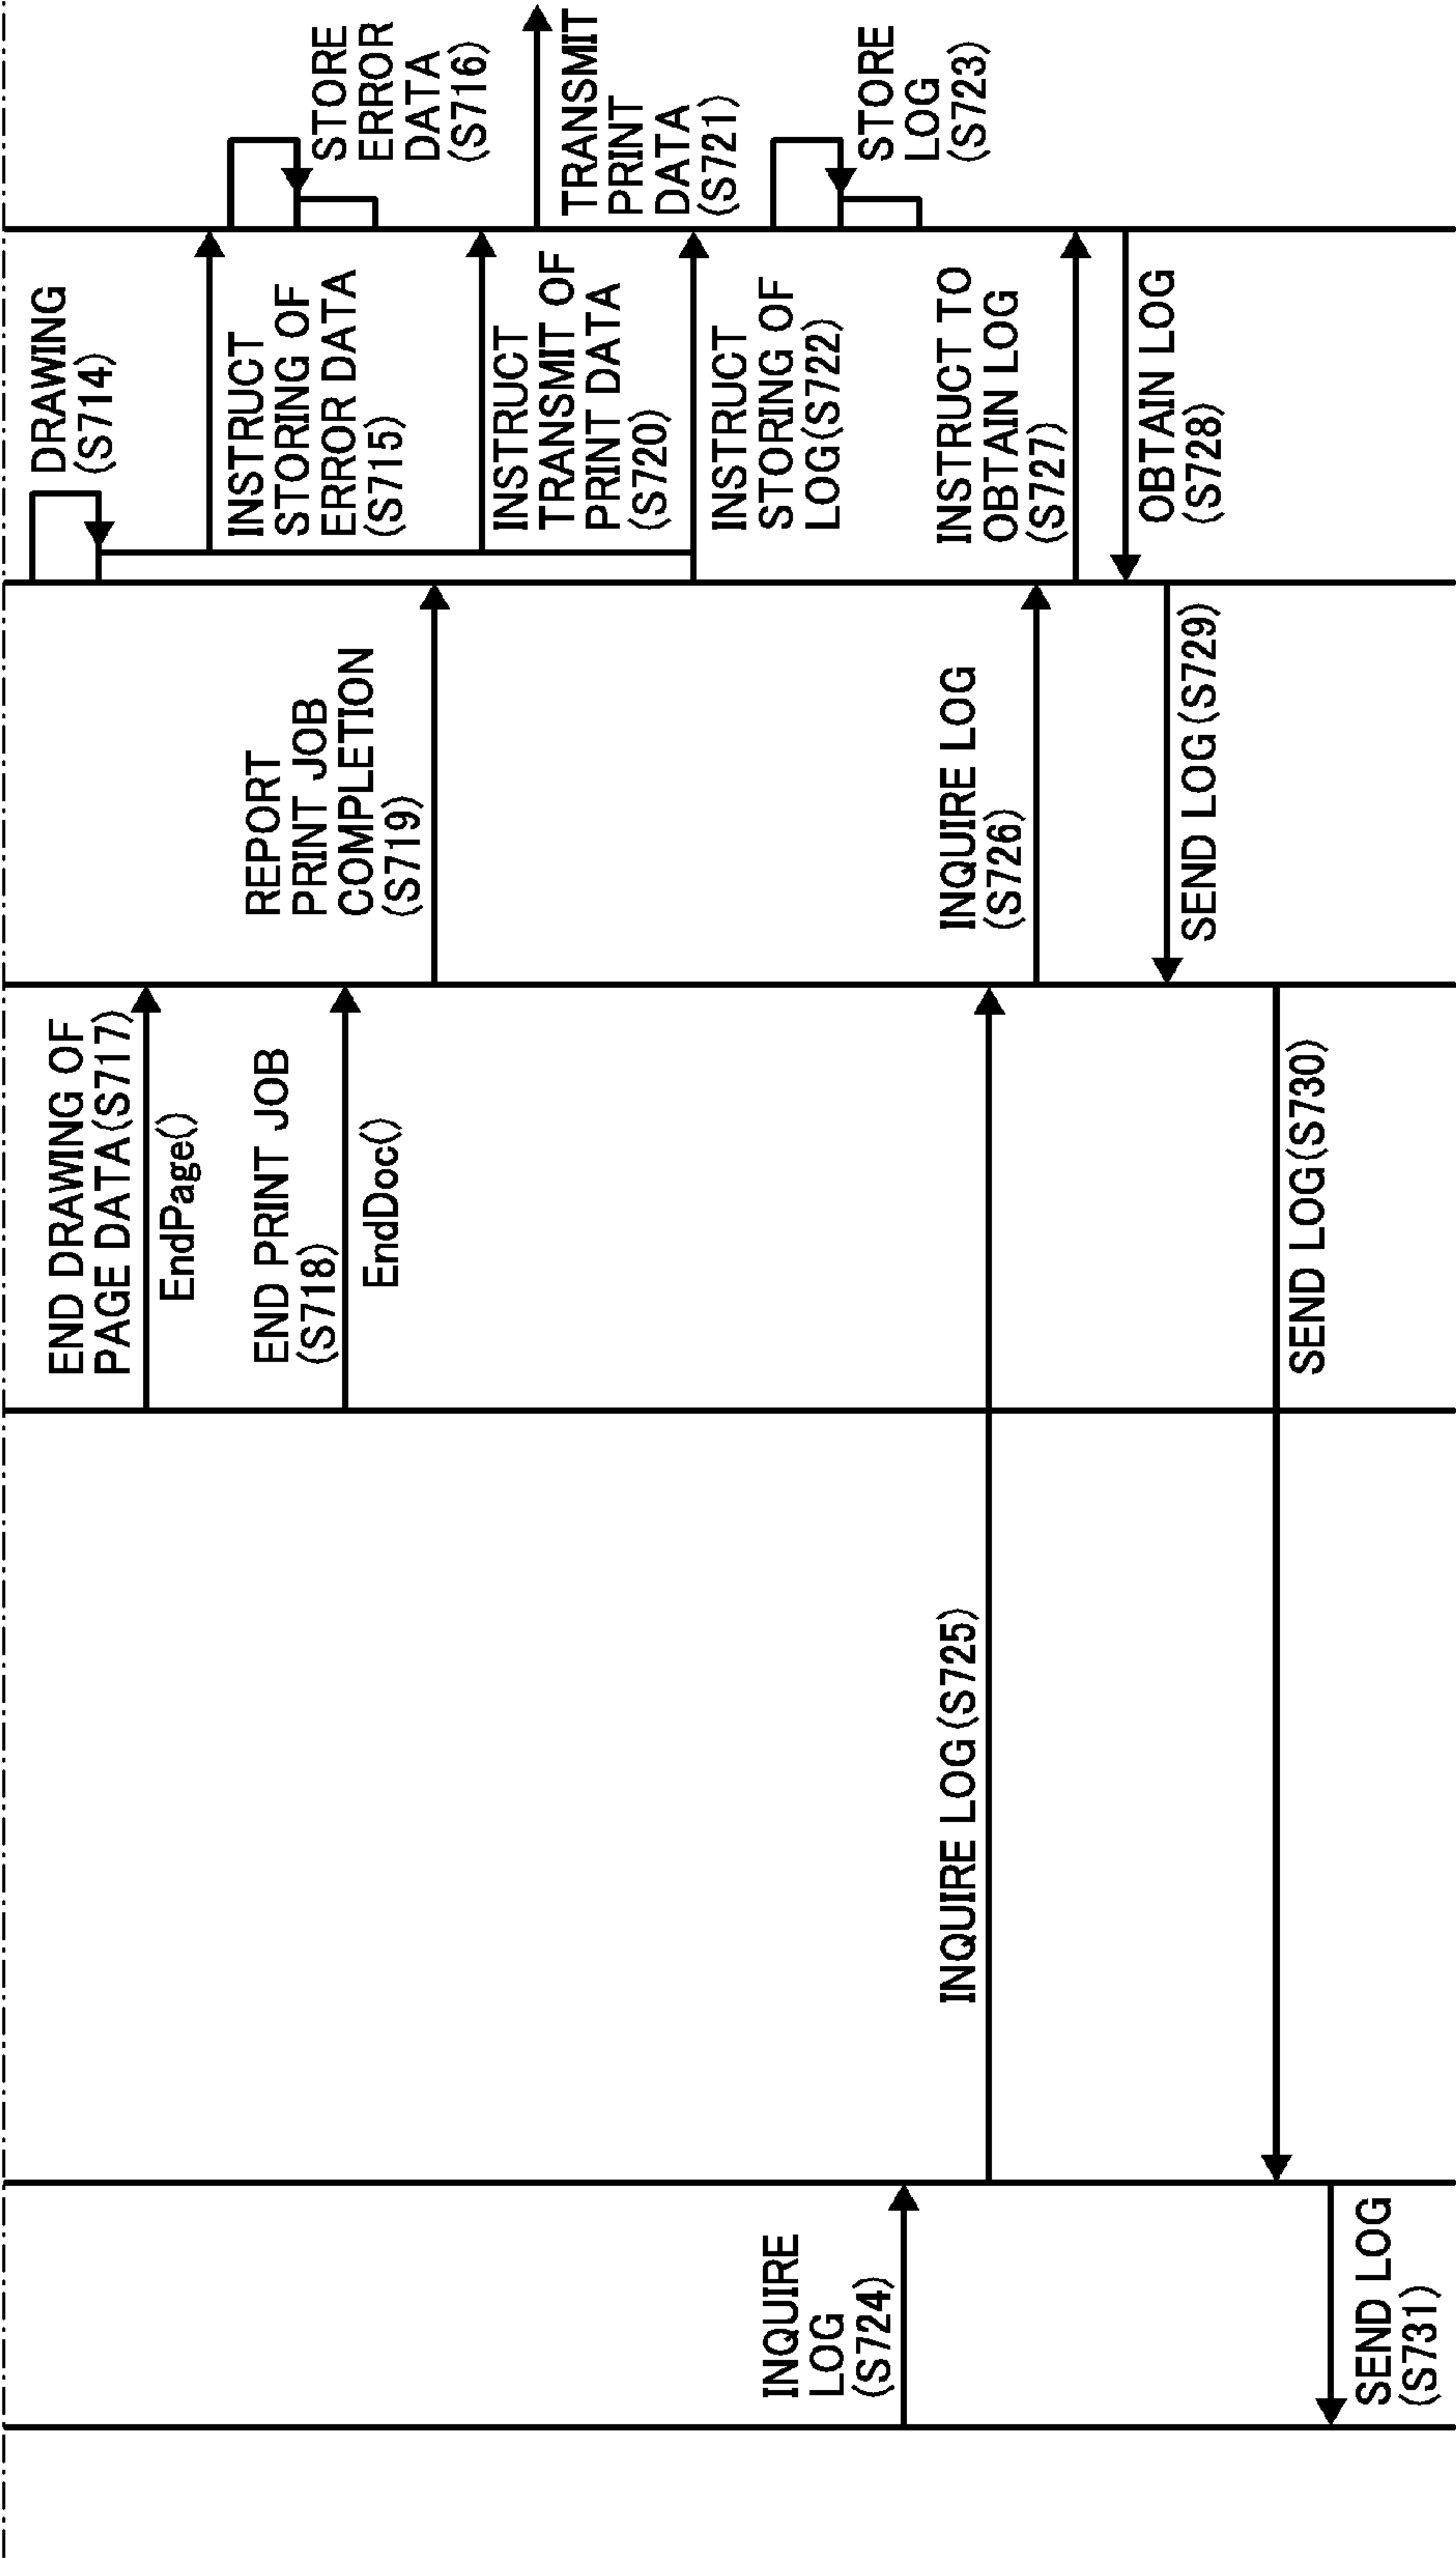 DRAWING
(S714)
INSTRUCT
STORING OF
ERROR DATA
(S715)
STORE
ERROR
DATA
(S716)
END DRAWING OF
PAGE DATA(S717)
EndPage()
END PRINT JOB
(S718)
EndDoc()
REPORT
PRINT JOB
COMPLETION
(S719)
INSTRUCT
TRANSMIT OF
PRINT DATA
(S720)
TRANSMIT
PRINT
DATA
(S721)
INSTRUCT
STORING OF
LOG(S722)
STORE
LOG
(S723)
INQUIRE
LOG
(S724)
INQUIRE LOG(S725)
INQUIRE LOG
(S726)
INSTRUCT TO
OBTAIN LOG
(S727)
OBTAIN LOG
(S728)
SEND LOG(S729)
SEND LOG(S730)
SEND LOG
(S731)